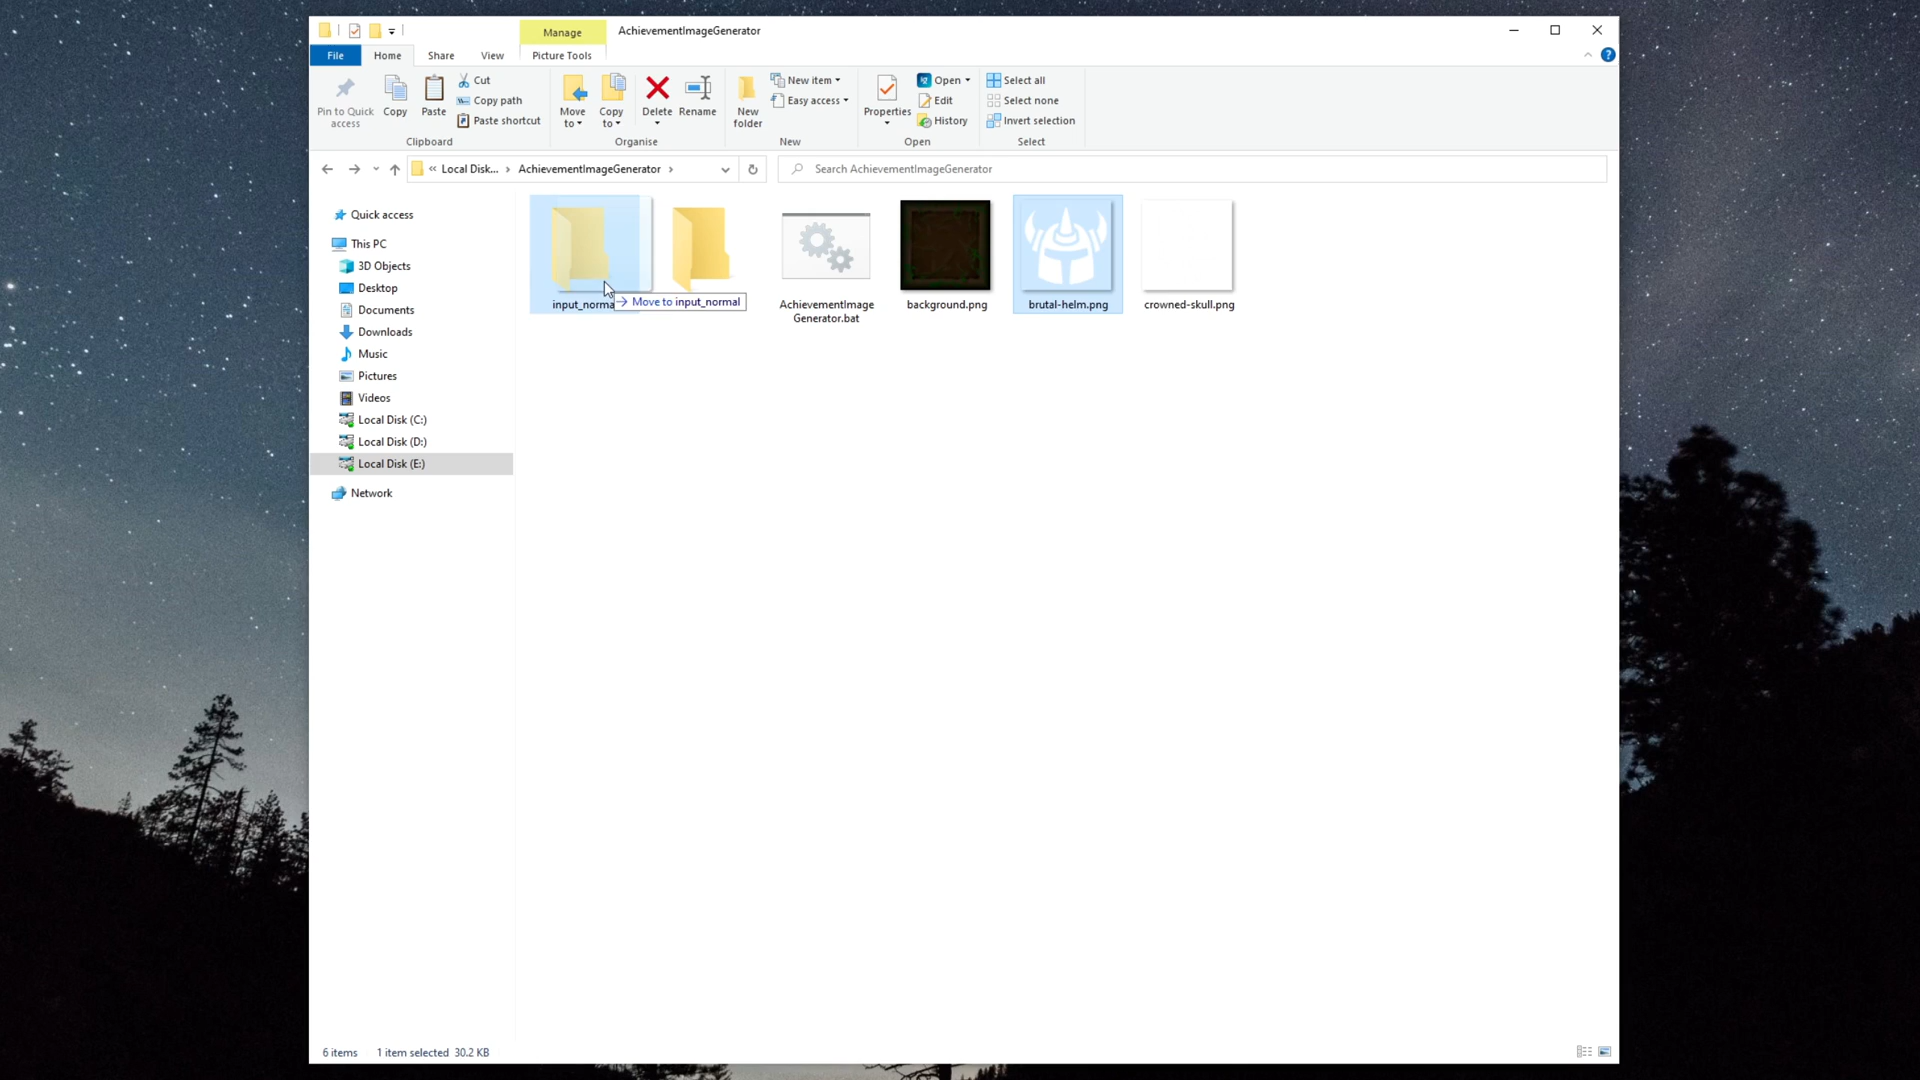 Manage
AchievementImageGenerator
File
Home
Share
View
Picture Tools
Pin to Quick
access
Copy
Paste
Cut
Copy path
Paste shortcut
Clipboard
Move
to
Copy
to
Delete
Rename
Organise
New
folder
New item
Easy access
New
Properties
Open
Edit
History
Open
Select all
Select none
Invert selection
Select
« Local Disk... › AchievementImageGenerator ›
Search AchievementImageGenerator
Quick access
This PC
3D Objects
Desktop
Documents
Downloads
Music
Pictures
Videos
Local Disk (C:)
Local Disk (D:)
Local Disk (E:)
Network
input_norma
Move to input_normal
AchievementImage
Generator.bat
background.png
brutal-helm.png
crowned-skull.png
6 items
1 item selected 30.2 KB